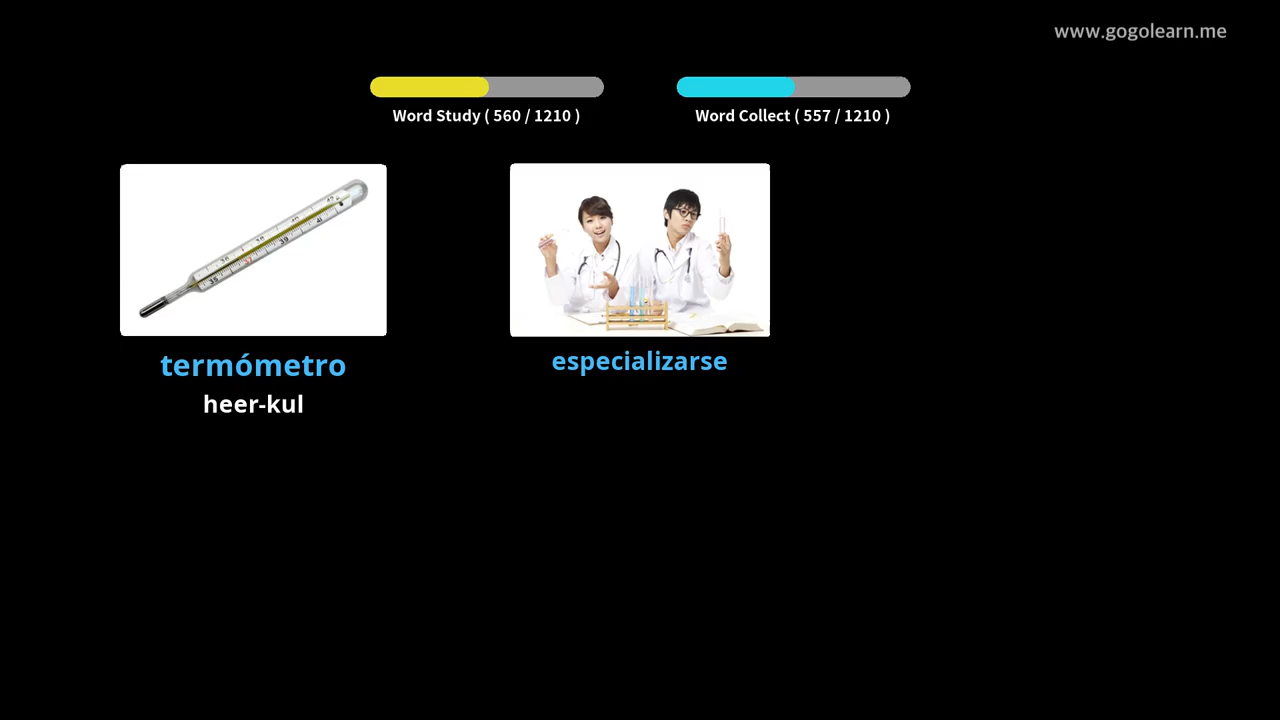 www.gogolearn.me
Word Study ( 560 / 1210 )
Word Collect ( 557 / 1210 )
termómetro
heer-kul
especializarse